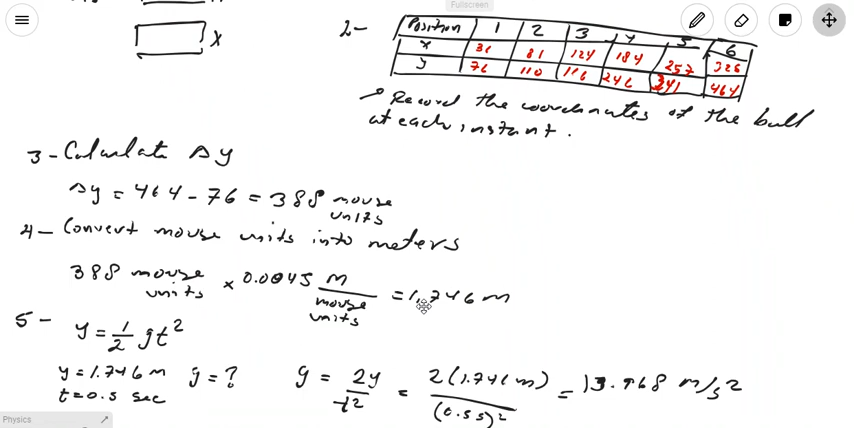 Fullscreen
X
2- Position 1 2 3 4 5 6
x 31 81 124 184 257 326
y 76 110 246 341 464
Record the coordinates of the ball
at each instant.
3- Calculate Δy
Δy = 464 - 76 = 388 mouse units
4- Convert mouse units into meters
388 mouse units × 0.0045 m / mouse units = 1.746 m
5- y = 1/2 gt²
y = 1.746 m g = ? g = 2y / t² = 2(1.746 m) / (0.5 s)² = 13.968 m/s²
t = 0.5 sec
Physics